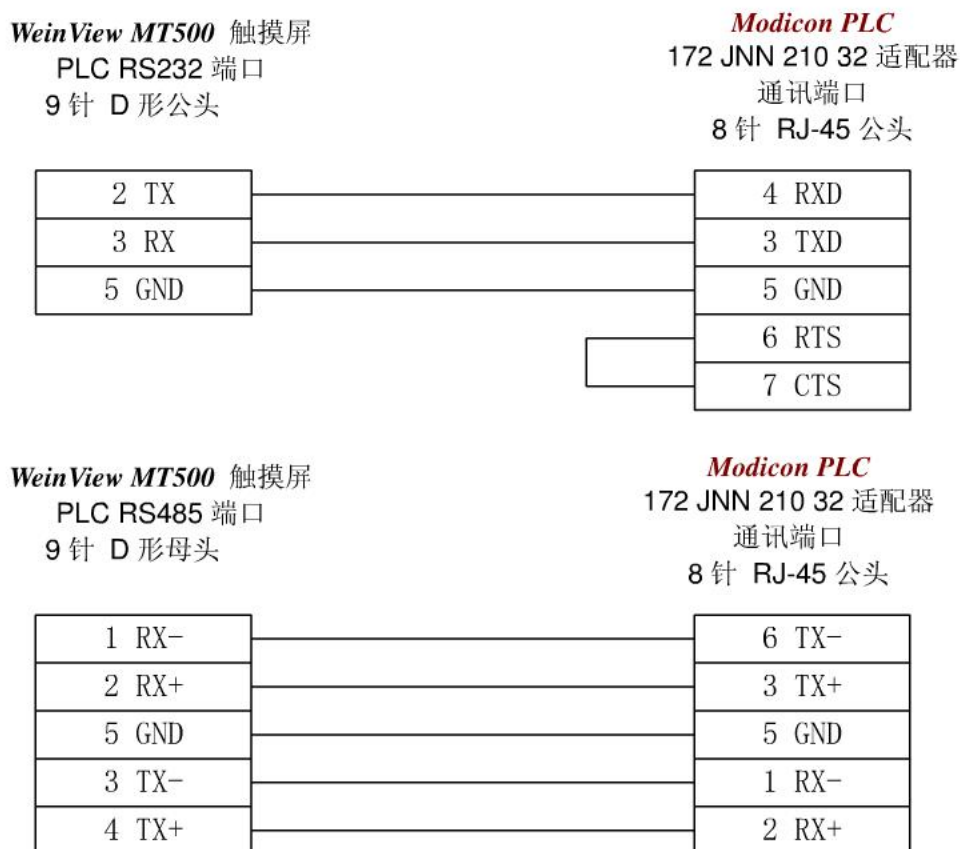 WeinView MT500 触摸屏
PLC RS232 端口
9 针 D 形公头
Modicon PLC
172 JNN 210 32 适配器
通讯端口
8 针 RJ-45 公头
2 TX
4 RXD
3 RX
3 TXD
5 GND
5 GND
6 RTS
7 CTS
WeinView MT500 触摸屏
PLC RS485 端口
9 针 D 形母头
Modicon PLC
172 JNN 210 32 适配器
通讯端口
8 针 RJ-45 公头
1 RX-
6 TX-
2 RX+
3 TX+
5 GND
5 GND
3 TX-
1 RX-
4 TX+
2 RX+